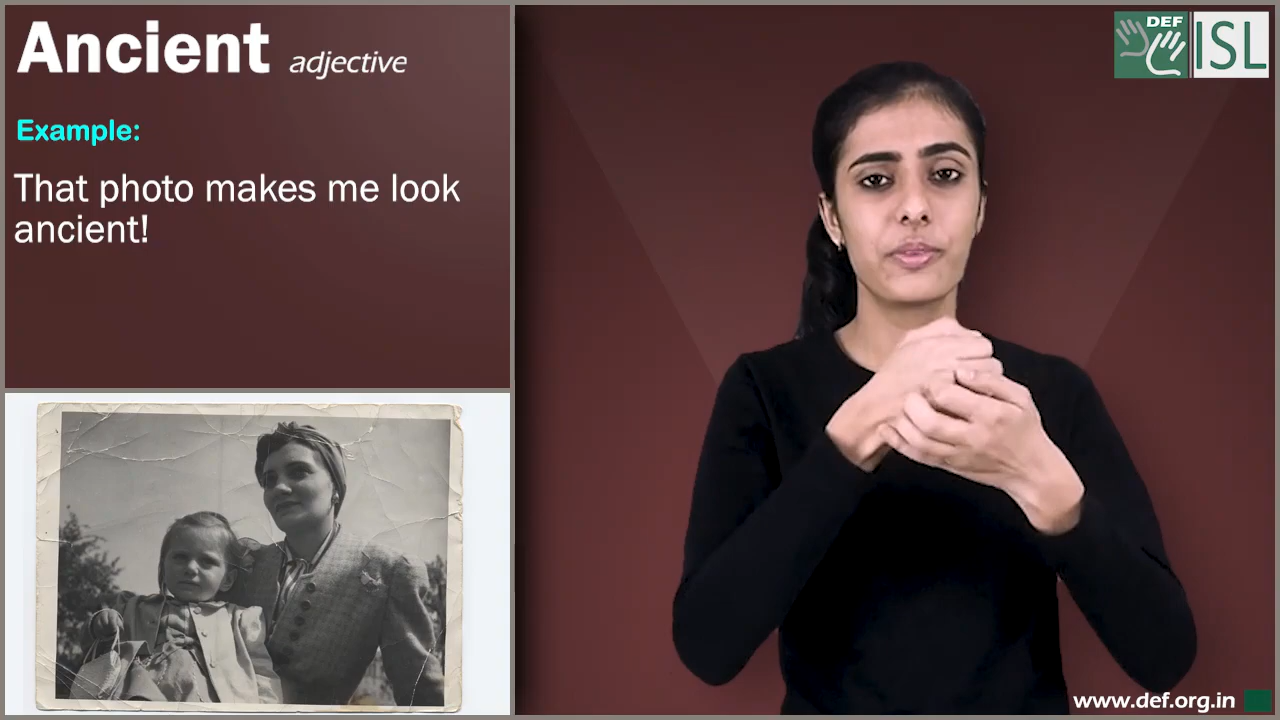 Ancient adjective
Example:
That photo makes me look
ancient!
DEF
ISL
www.def.org.in